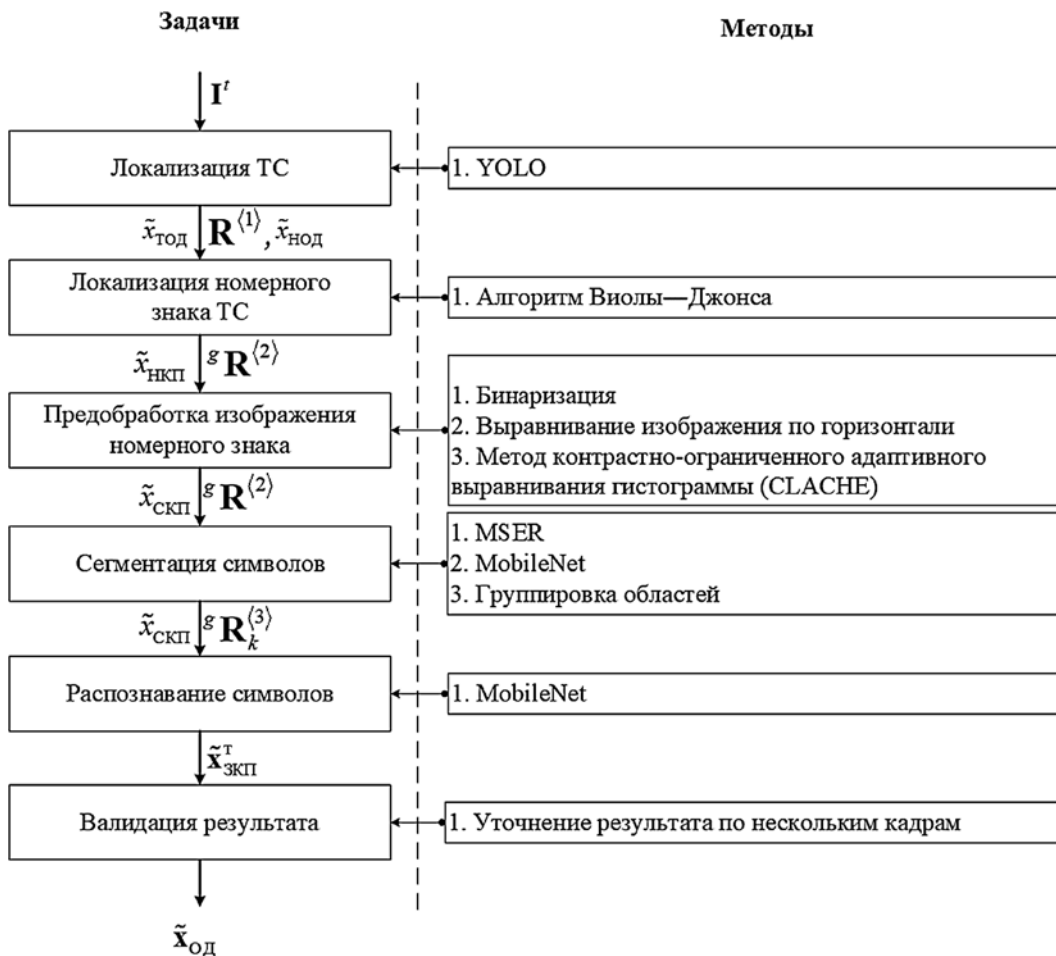 Задачи
Методы
I^t
Локализация ТС
1. YOLO
x̃_ТОД R^⟨1⟩, x̃_НОД
Локализация номерного
знака ТС
1. Алгоритм Виолы—Джонса
x̃_НКП ^g R^⟨2⟩
Предобработка изображения
номерного знака
1. Бинаризация
2. Выравнивание изображения по горизонтали
3. Метод контрастно-ограниченного адаптивного
выравнивания гистограммы (CLACHE)
x̃_СКП ^g R^⟨2⟩
Сегментация символов
1. MSER
2. MobileNet
3. Группировка областей
x̃_СКП ^g R_k^⟨3⟩
Распознавание символов
1. MobileNet
x̃_ЗКП^т
Валидация результата
1. Уточнение результата по нескольким кадрам
x̃_ОД